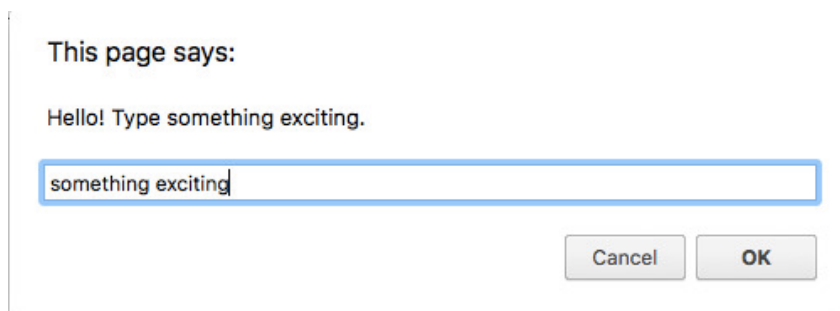 This page says:
Hello! Type something exciting.
something exciting
Cancel OK